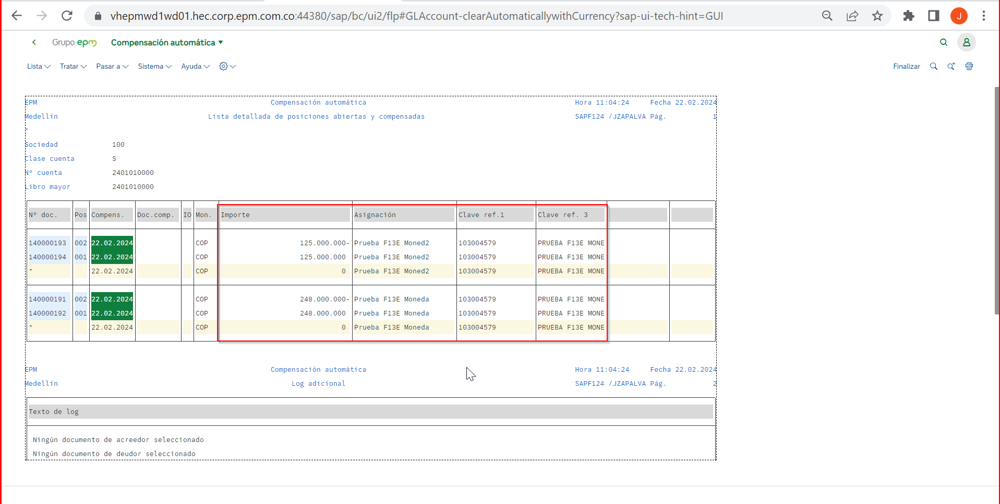 vhepmwd1wd01.hec.corp.epm.com.co:44380/sap/bc/ui2/flp#GLAccount-clearAutomaticallywithCurrency?sap-ui-tech-hint=GUI
J
Grupo·epm Compensación automática
Lista Tratar Pasar a Sistema Ayuda Finalizar
EPM Compensación automática Hora 11:04:24 Fecha 22.02.2024
Medellín Lista detallada de posiciones abiertas y compensadas SAPF124 /JZAPALVA Pág. 1
*
Sociedad 100
Clase cuenta S
Nº cuenta 2401010000
Libro mayor 2401010000
Nº doc. Pos Compens. Doc.comp. IO Mon. Importe Asignación Clave ref.1 Clave ref. 3
140000193 002 22.02.2024 COP 125.000.000- Prueba F13E Moned2 103004579 PRUEBA F13E MONE
140000194 001 22.02.2024 COP 125.000.000 Prueba F13E Moned2 103004579 PRUEBA F13E MONE
* 22.02.2024 COP 0 Prueba F13E Moned2 103004579 PRUEBA F13E MONE
140000191 002 22.02.2024 COP 248.000.000- Prueba F13E Moneda 103004579 PRUEBA F13E MONE
140000192 001 22.02.2024 COP 248.000.000 Prueba F13E Moneda 103004579 PRUEBA F13E MONE
* 22.02.2024 COP 0 Prueba F13E Moneda 103004579 PRUEBA F13E MONE
EPM Compensación automática Hora 11:04:24 Fecha 22.02.2024
Medellín Log adicional SAPF124 /JZAPALVA Pág. 2
Texto de log
Ningún documento de acreedor seleccionado
Ningún documento de deudor seleccionado